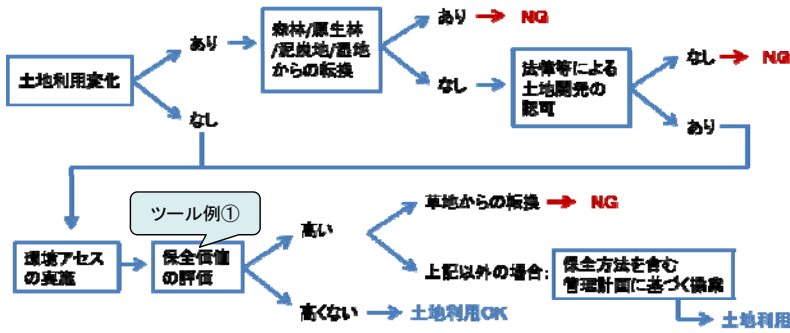 土地利用変化
あり
なし
森林/原生林
/泥炭地/湿地
からの転換
あり
NG
なし
法律等による
土地開発の
認可
なし
NG
あり
ツール例①
環境アセス
の実施
保全価値
の評価
高い
高くない
草地からの転換
NG
上記以外の場合:
保全方法を含む
管理計画に基づく操業
土地利用OK
土地利用